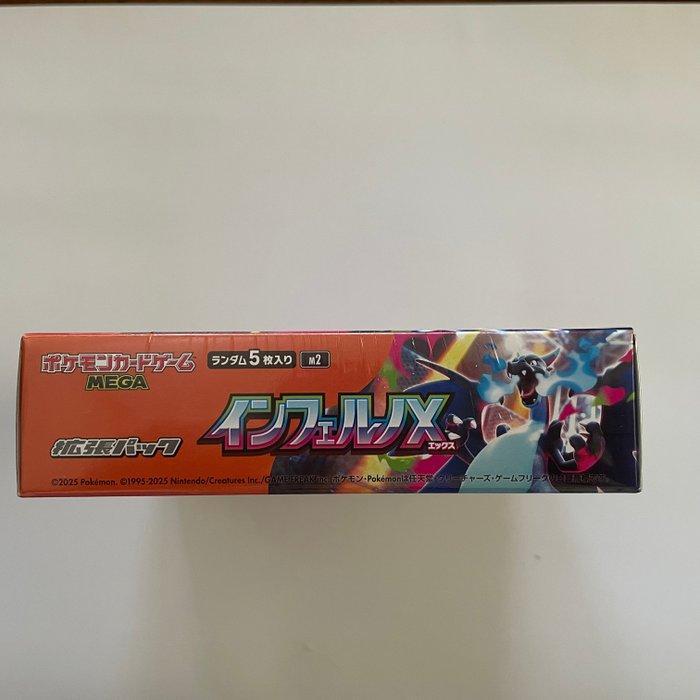 ポケモンカードゲーム
MEGA
ランダム5枚入り M2
拡張パック
インフェルノX
エックス
©2025 Pokémon. ©1995-2025 Nintendo/Creatures Inc./GAME FREAK inc. ポケモン・Pokémonは任天堂・クリーチャーズ・ゲームフリークの登録商標です。